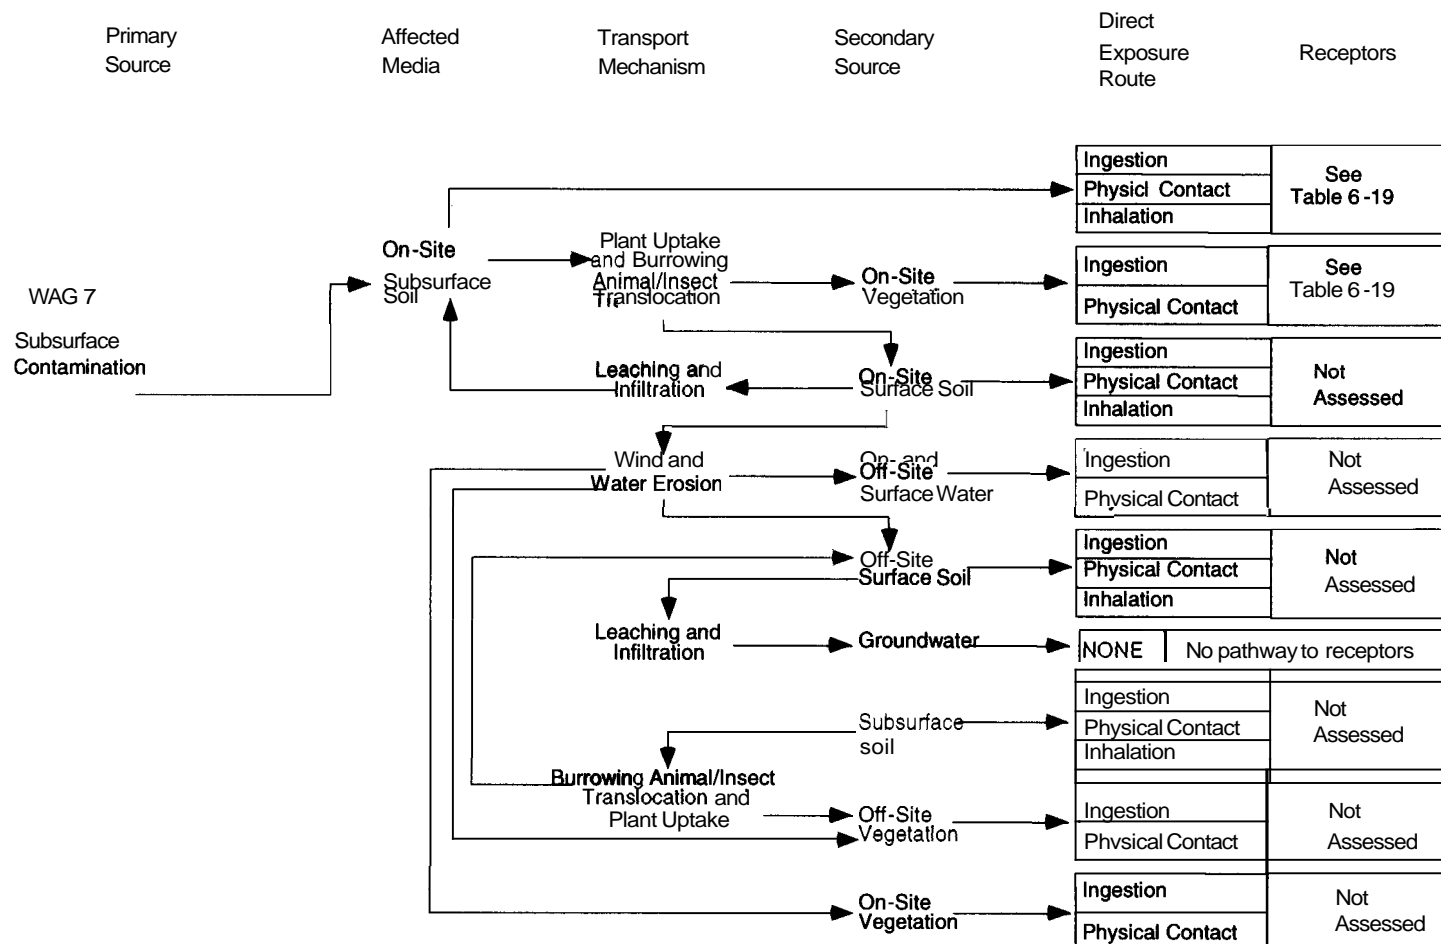 Primary
Source
Affected
Media
Transport
Mechanism
Secondary
Source
Direct
Exposure
Route
Receptors
WAG 7
Subsurface
Contamination
On-Site
Subsurface
Soil
Plant Uptake
and Burrowing
Animal/Insect
Translocation
On-Site
Vegetation
Leaching and
Infiltration
On-Site
Surface Soil
Wind and
Water Erosion
On- and
Off-Site
Surface Water
Off-Site
Surface Soil
Leaching and
Infiltration
Groundwater
Subsurface
soil
Burrowing Animal/Insect
Translocation and
Plant Uptake
Off-Site
Vegetation
On-Site
Vegetation
Ingestion
Physicl Contact
Inhalation
See
Table 6-19
Ingestion
Physical Contact
See
Table 6-19
Ingestion
Physical Contact
Inhalation
Not
Assessed
Ingestion
Physical Contact
Not
Assessed
Ingestion
Physical Contact
Inhalation
Not
Assessed
NONE
No pathway to receptors
Ingestion
Physical Contact
Inhalation
Not
Assessed
Ingestion
Physical Contact
Not
Assessed
Ingestion
Physical Contact
Not
Assessed